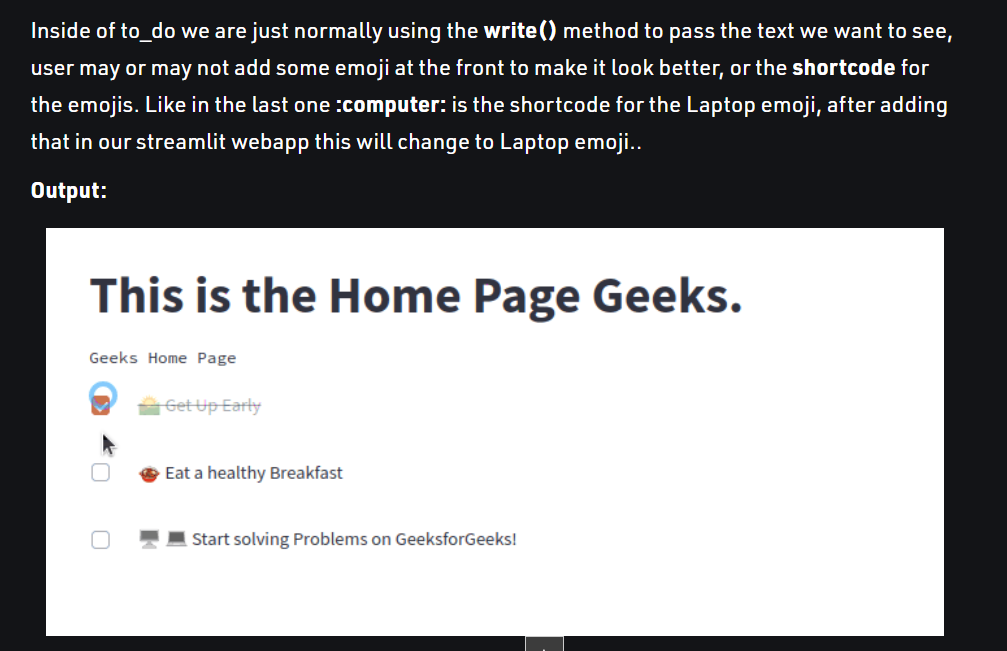 Inside of to_do we are just normally using the write() method to pass the text we want to see,
user may or may not add some emoji at the front to make it look better, or the shortcode for
the emojis. Like in the last one :computer: is the shortcode for the Laptop emoji, after adding
that in our streamlit webapp this will change to Laptop emoji..
Output:
This is the Home Page Geeks.
Geeks Home Page
Get Up Early
Eat a healthy Breakfast
Start solving Problems on GeeksforGeeks!